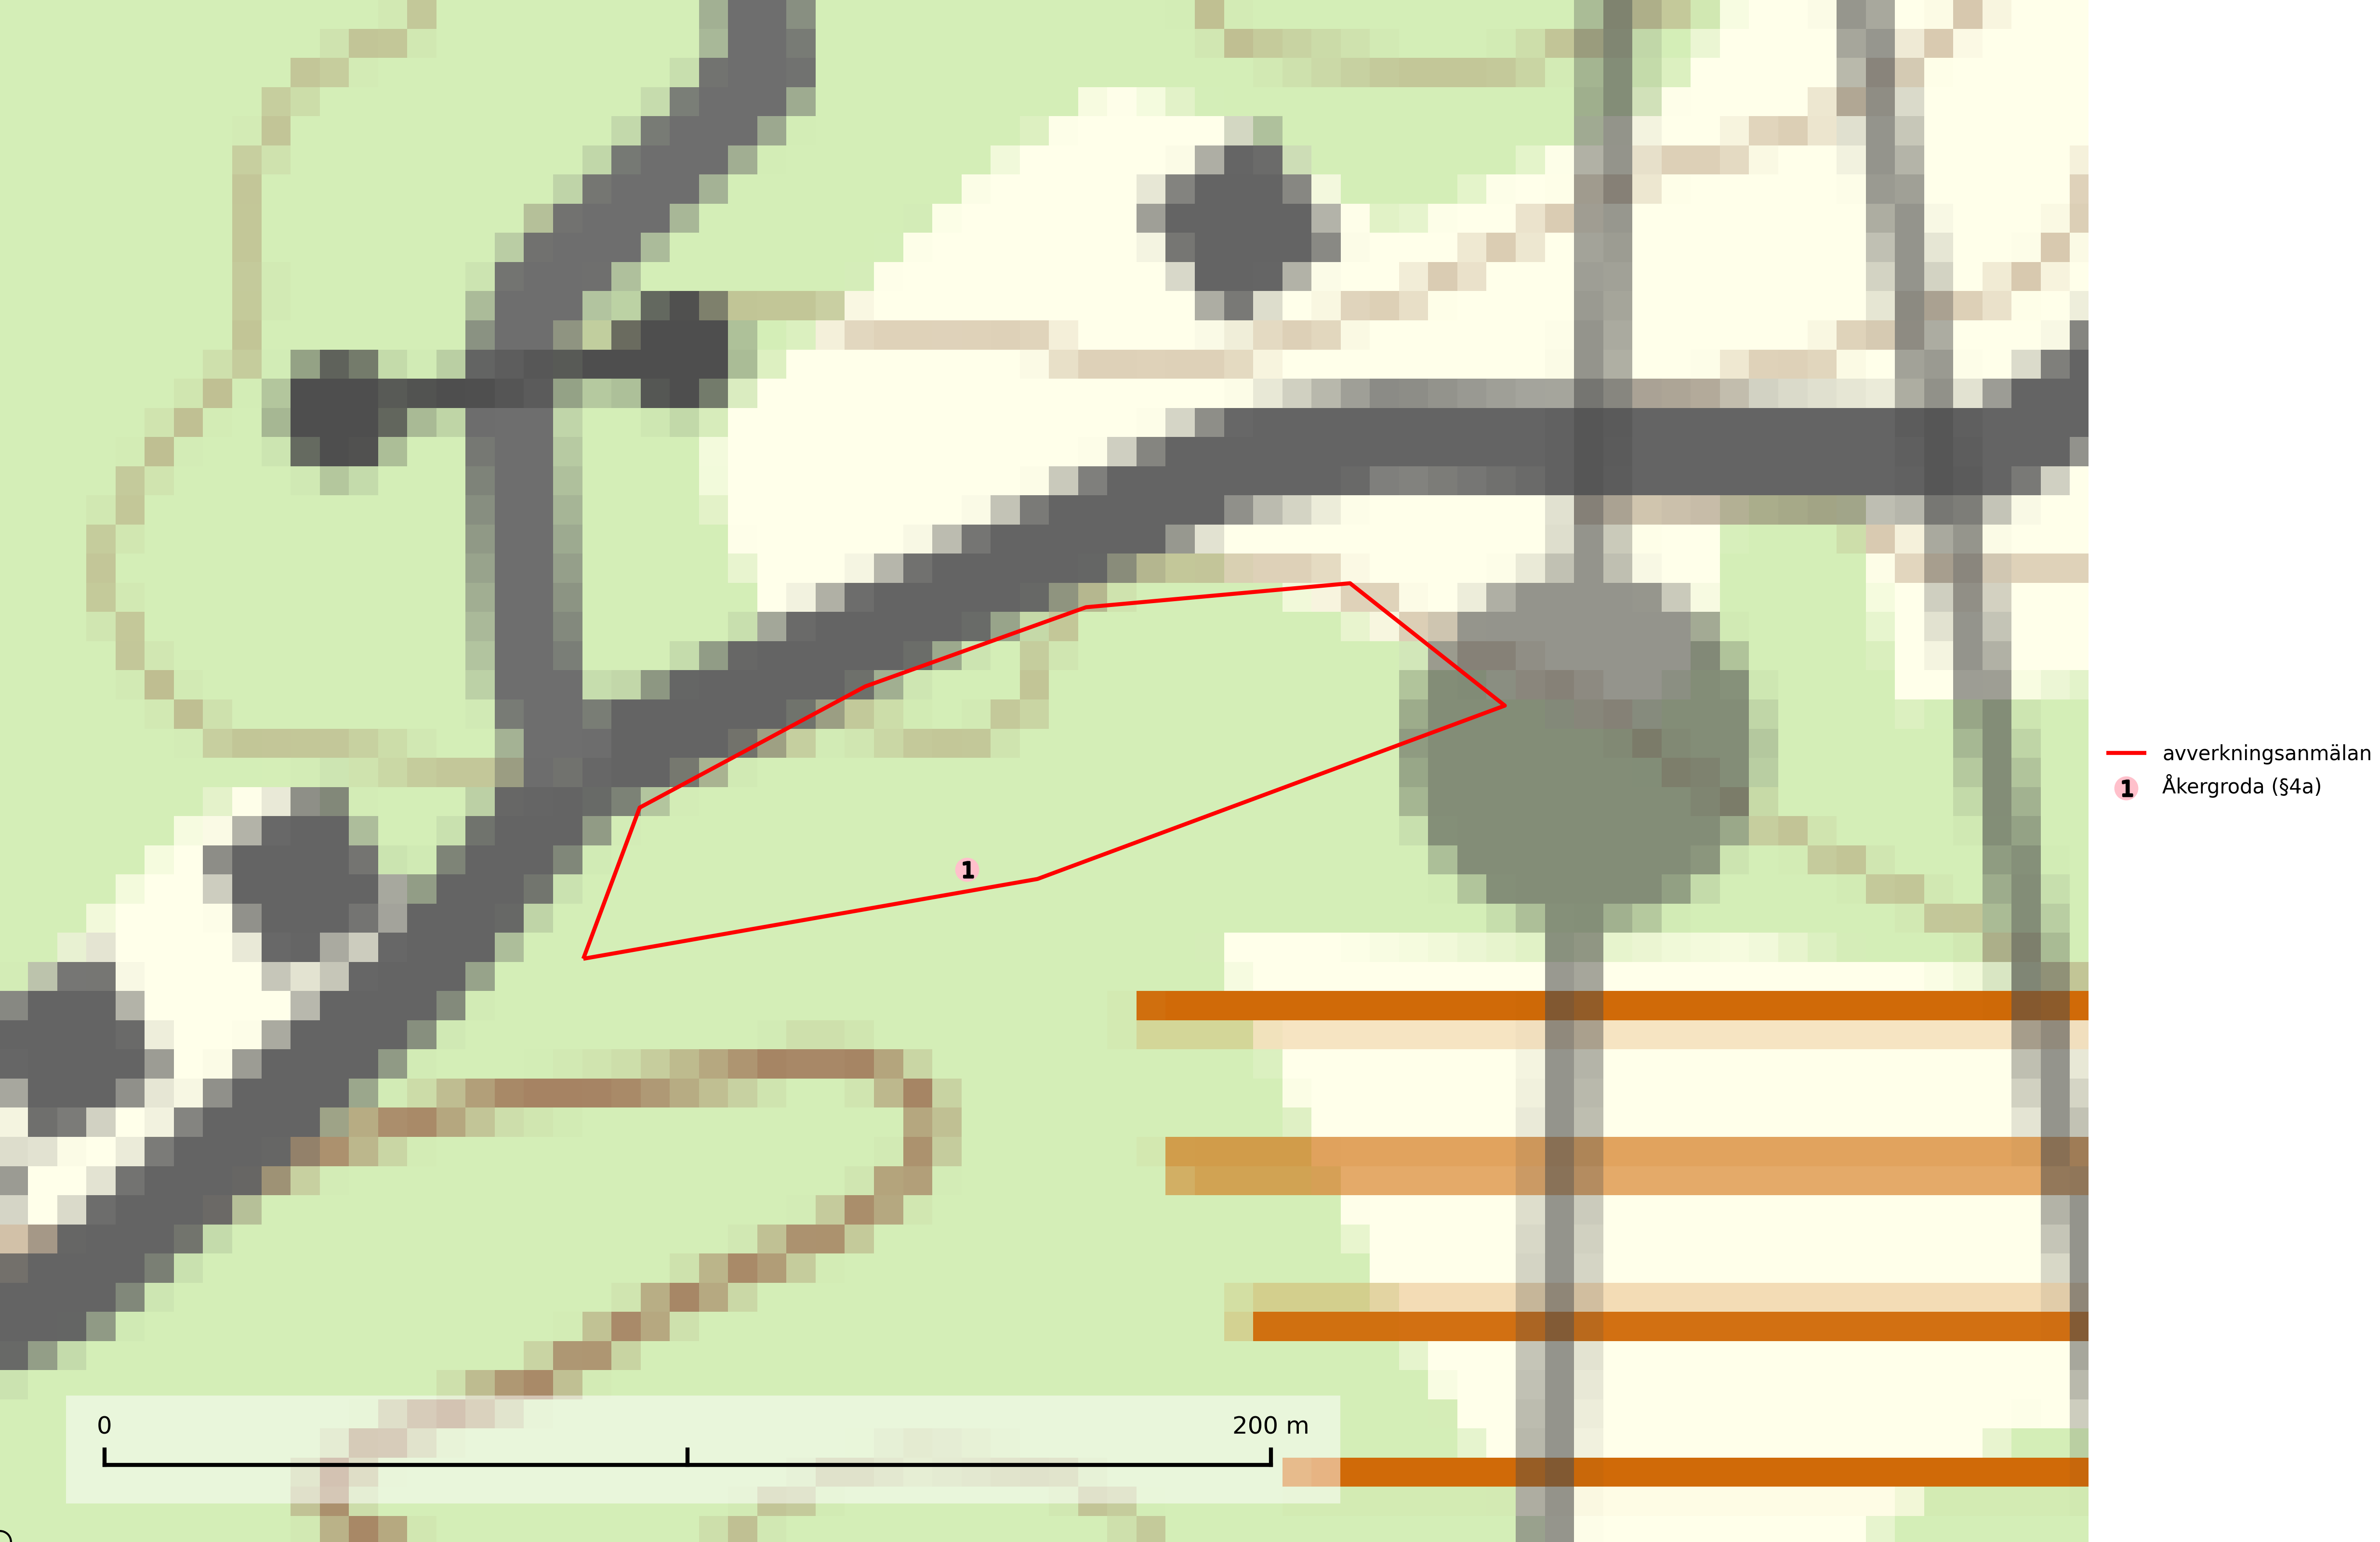 1
avverkningsanmälan
1 Åkergroda (§4a)
0 200 m